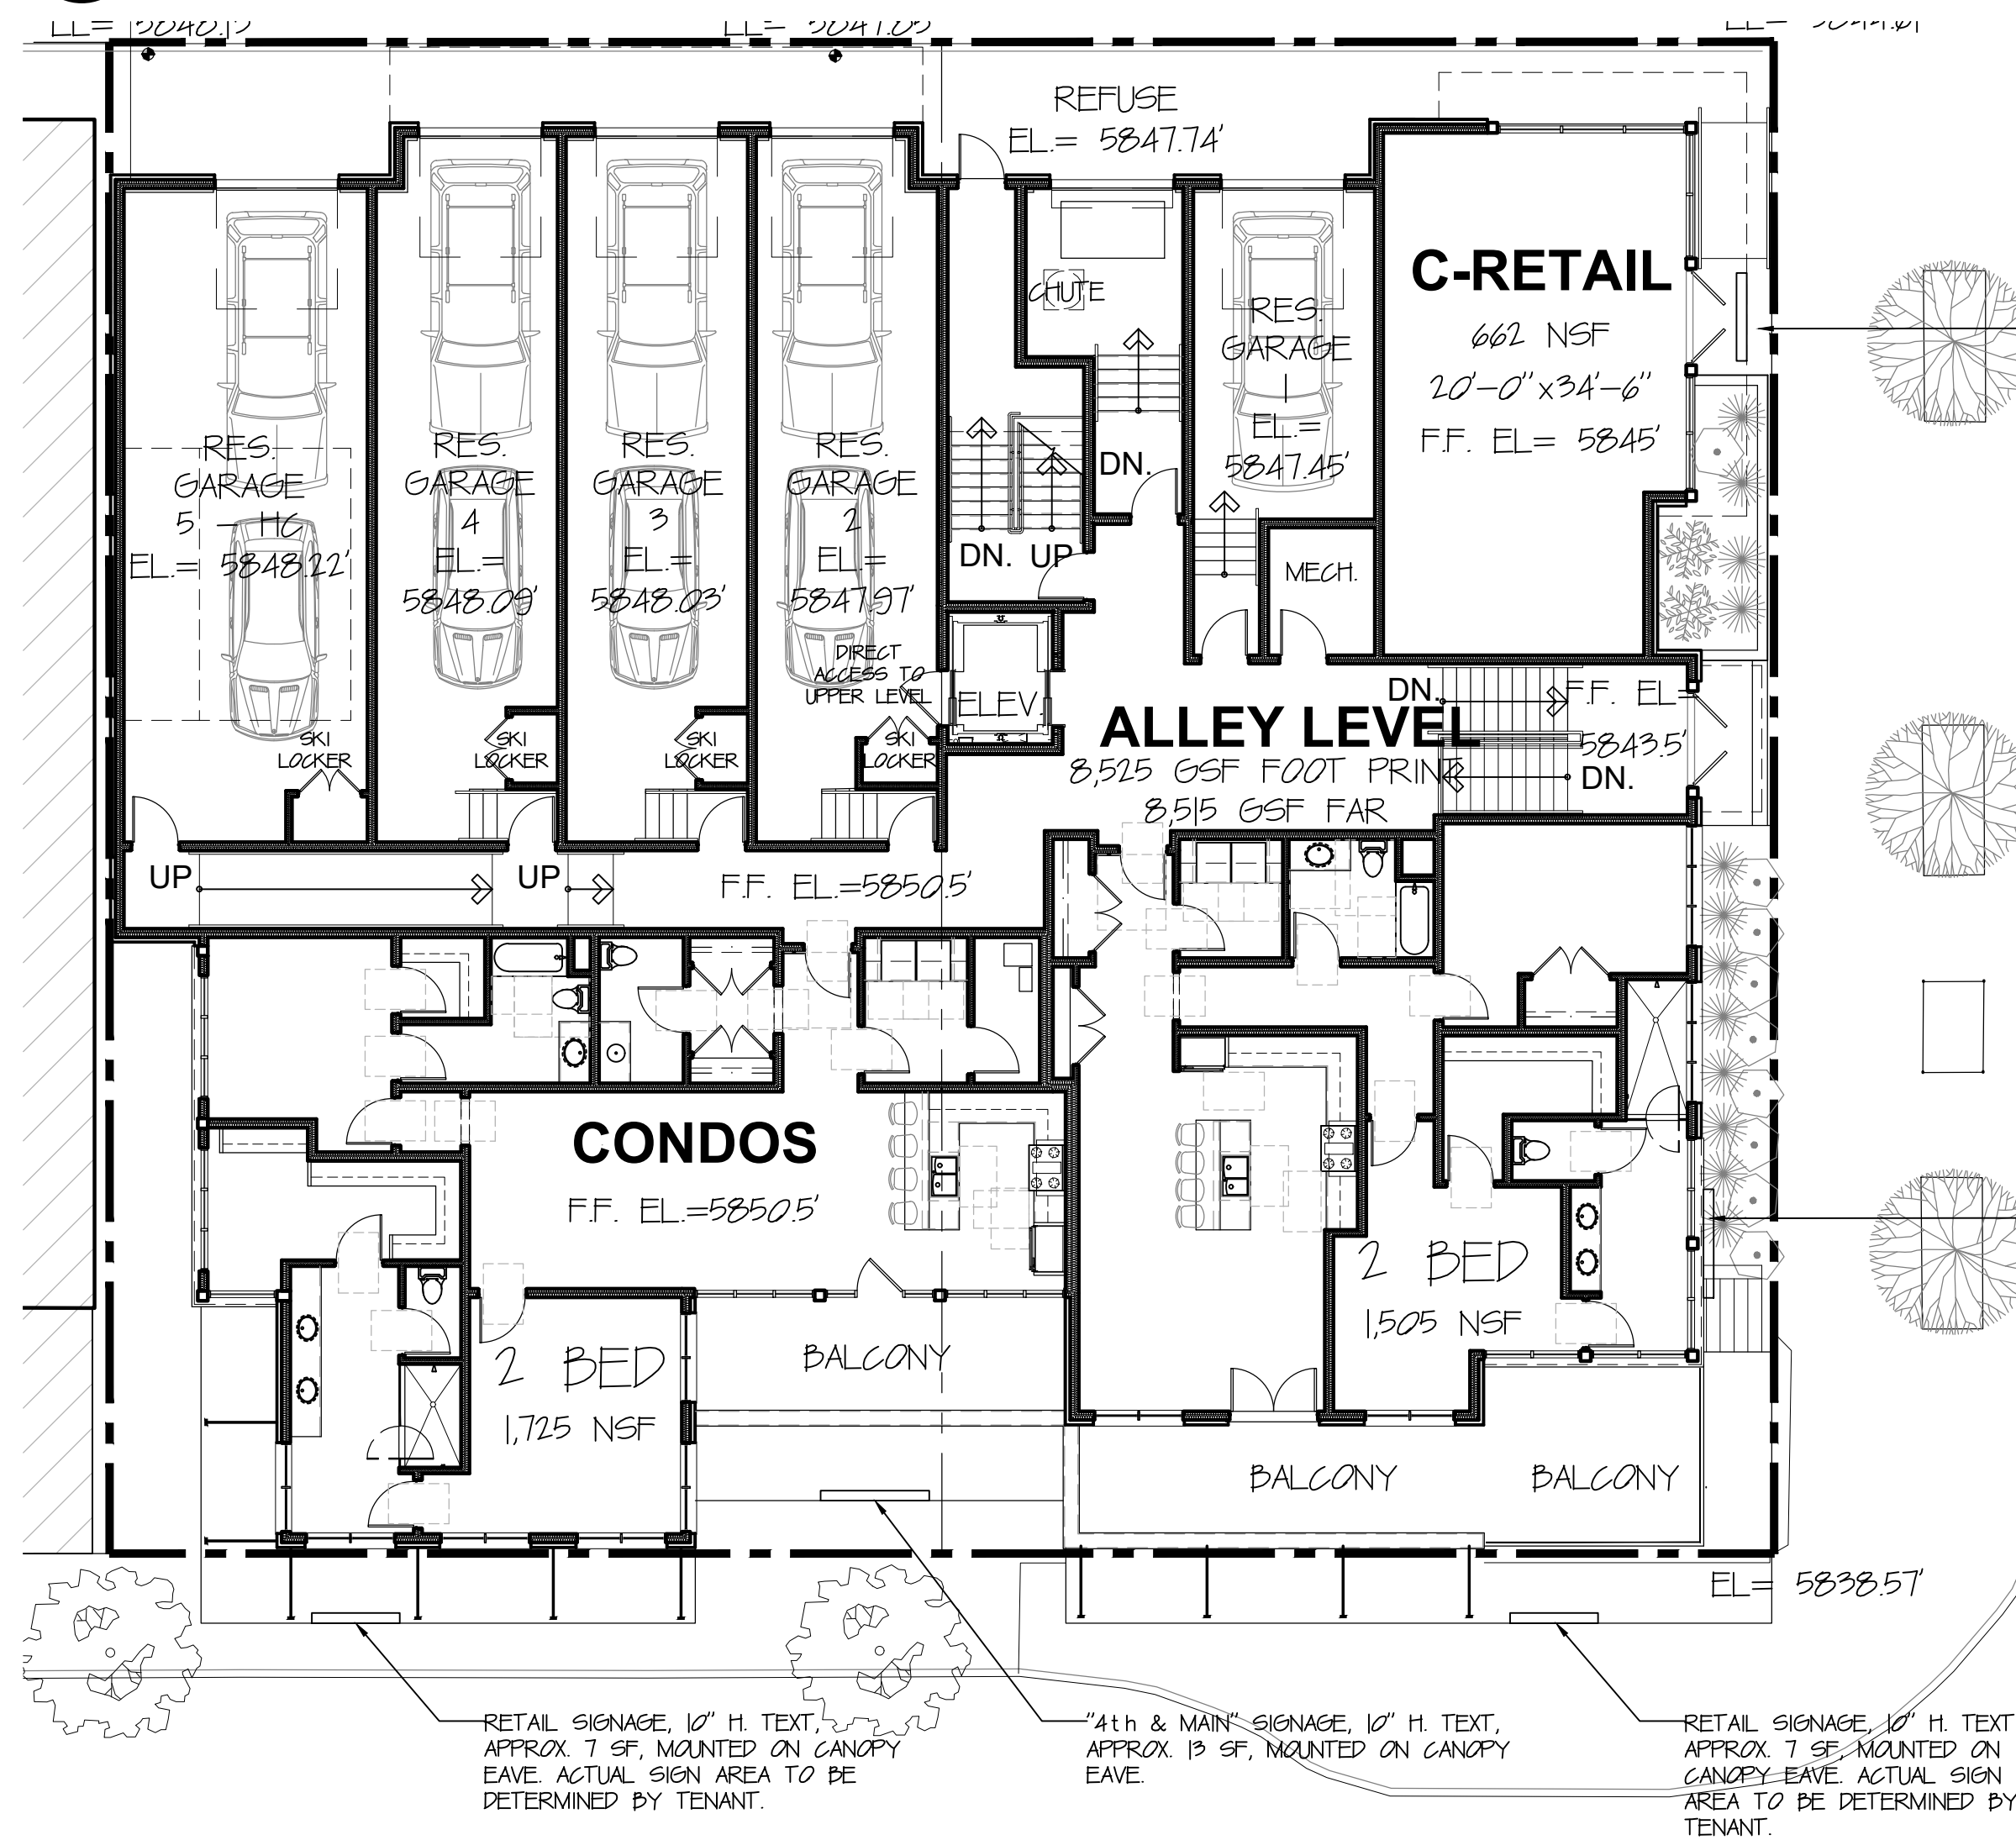 REFUSE
EL.= 5847.74'
C-RETAIL
662 NSF
20'-0" x34'-6"
F.F. EL= 5845'
CHUTE
RES.
GARAGE
1
EL.=
5847.45'
RES.
GARAGE
5 - HC
EL.= 5848.22'
RES.
GARAGE
4
EL.=
5848.09'
RES.
GARAGE
3
EL.=
5848.03'
RES.
GARAGE
2
EL.=
5847.97'
DN.
DN. UP
MECH.
DIRECT
ACCESS TO
UPPER LEVEL
ELEV.
SKI
LOCKER
SKI
LOCKER
SKI
LOCKER
SKI
LOCKER
DN.
F.F. EL=
5843.5'
DN.
ALLEY LEVEL
8,525 GSF FOOT PRINT
8,515 GSF FAR
UP
UP
F.F. EL.=5850.5'
CONDOS
F.F. EL.=5850.5'
2 BED
1,505 NSF
2 BED
1,725 NSF
BALCONY
BALCONY
BALCONY
EL= 5838.57'
RETAIL SIGNAGE, 10" H. TEXT,
APPROX. 7 SF, MOUNTED ON CANOPY
EAVE. ACTUAL SIGN AREA TO BE
DETERMINED BY TENANT.
"4th & MAIN" SIGNAGE, 10" H. TEXT,
APPROX. 13 SF, MOUNTED ON CANOPY
EAVE.
RETAIL SIGNAGE, 10" H. TEXT
APPROX. 7 SF, MOUNTED ON
CANOPY EAVE. ACTUAL SIGN
AREA TO BE DETERMINED BY
TENANT.